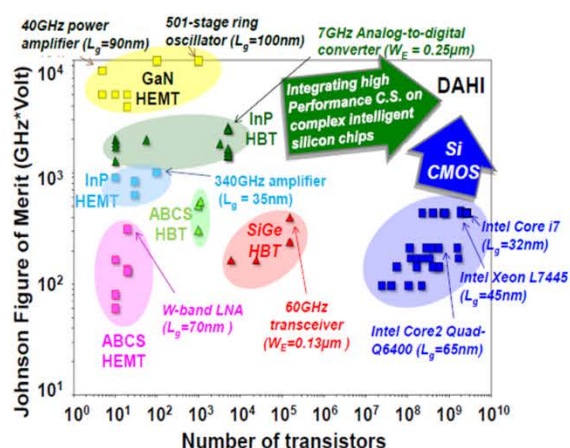 40GHz power
amplifier (Lg=90nm)
501-stage ring
oscillator (Lg=100nm)
7GHz Analog-to-digital
converter (WE = 0.25µm)
10⁴
GaN
HEMT
InP
HBT
Integrating high
Performance C.S. on
complex intelligent
silicon chips
DAHI
Si
CMOS
10³
InP
HEMT
340GHz amplifier
(Lg = 35nm)
ABCS
HBT
SiGe
HBT
Intel Core i7
(Lg=32nm)
Intel Xeon L7445
(Lg=45nm)
10²
W-band LNA
(Lg=70nm )
60GHz
transceiver
(WE=0.13µm )
Intel Core2 Quad-
Q6400 (Lg=65nm)
ABCS
HEMT
10¹
Johnson Figure of Merit (GHz*Volt)
10⁰ 10¹ 10² 10³ 10⁴ 10⁵ 10⁶ 10⁷ 10⁸ 10⁹ 10¹⁰
Number of transistors